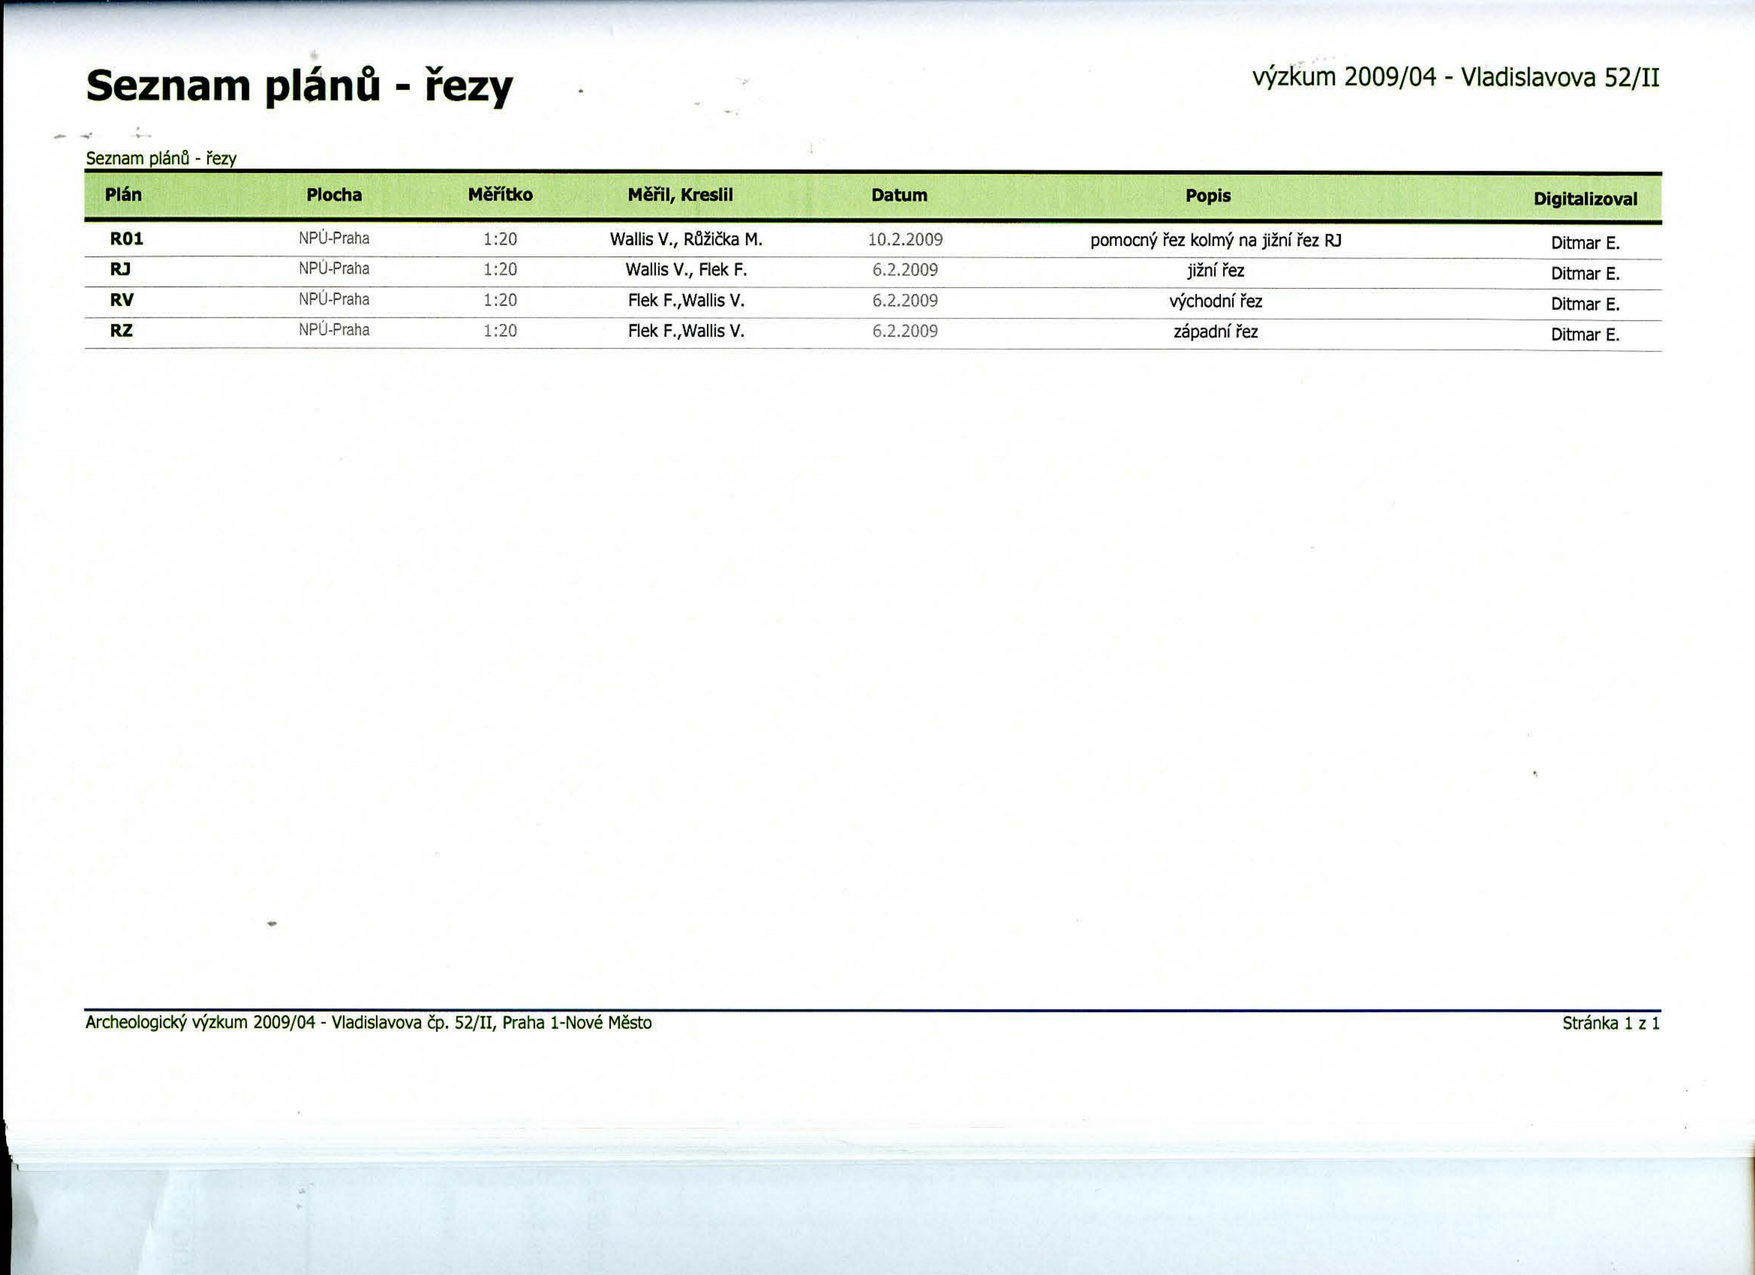 Seznam plánů - řezy
výzkum 2009/04 - Vladislavova 52/II
Seznam plánů - řezy
Plán Plocha Měřítko Měřil, Kreslil Datum Popis Digitalizoval
R01 NPÚ-Praha 1:20 Wallis V., Růžička M. 10.2.2009 pomocný řez kolmý na jižní řez RJ Ditmar E.
RJ NPÚ-Praha 1:20 Wallis V., Flek F. 6.2.2009 jižní řez Ditmar E.
RV NPÚ-Praha 1:20 Flek F.,Wallis V. 6.2.2009 východní řez Ditmar E.
RZ NPÚ-Praha 1:20 Flek F.,Wallis V. 6.2.2009 západní řez Ditmar E.
Archeologický výzkum 2009/04 - Vladislavova čp. 52/II, Praha 1-Nové Město
Stránka 1 z 1